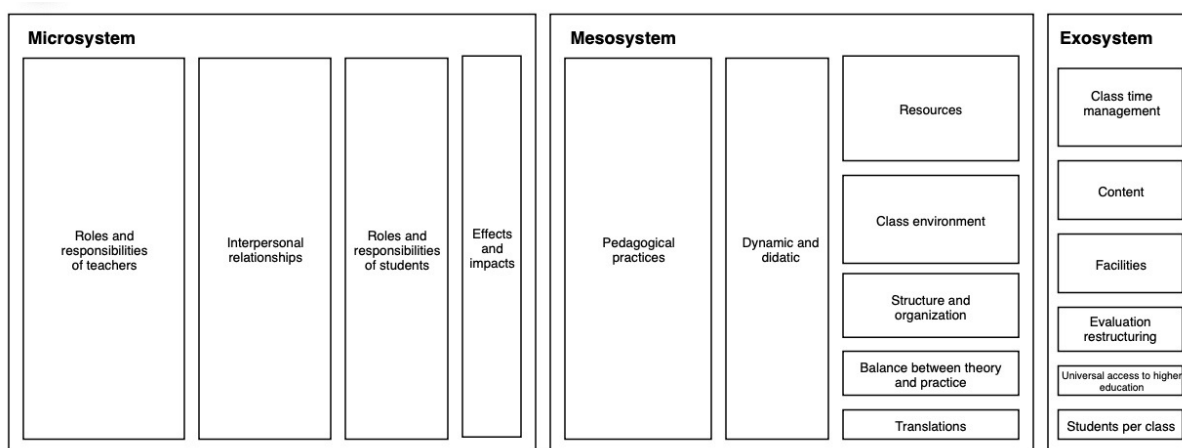 Microsystem
Roles and
responsibilities
of teachers
Interpersonal
relationships
Roles and
responsibilities
of students
Effects
and
impacts
Mesosystem
Pedagogical
practices
Dynamic and
didatic
Resources
Class environment
Structure and
organization
Balance between theory
and practice
Translations
Exosystem
Class time
management
Content
Facilities
Evaluation
restructuring
Universal access to higher
education
Students per class